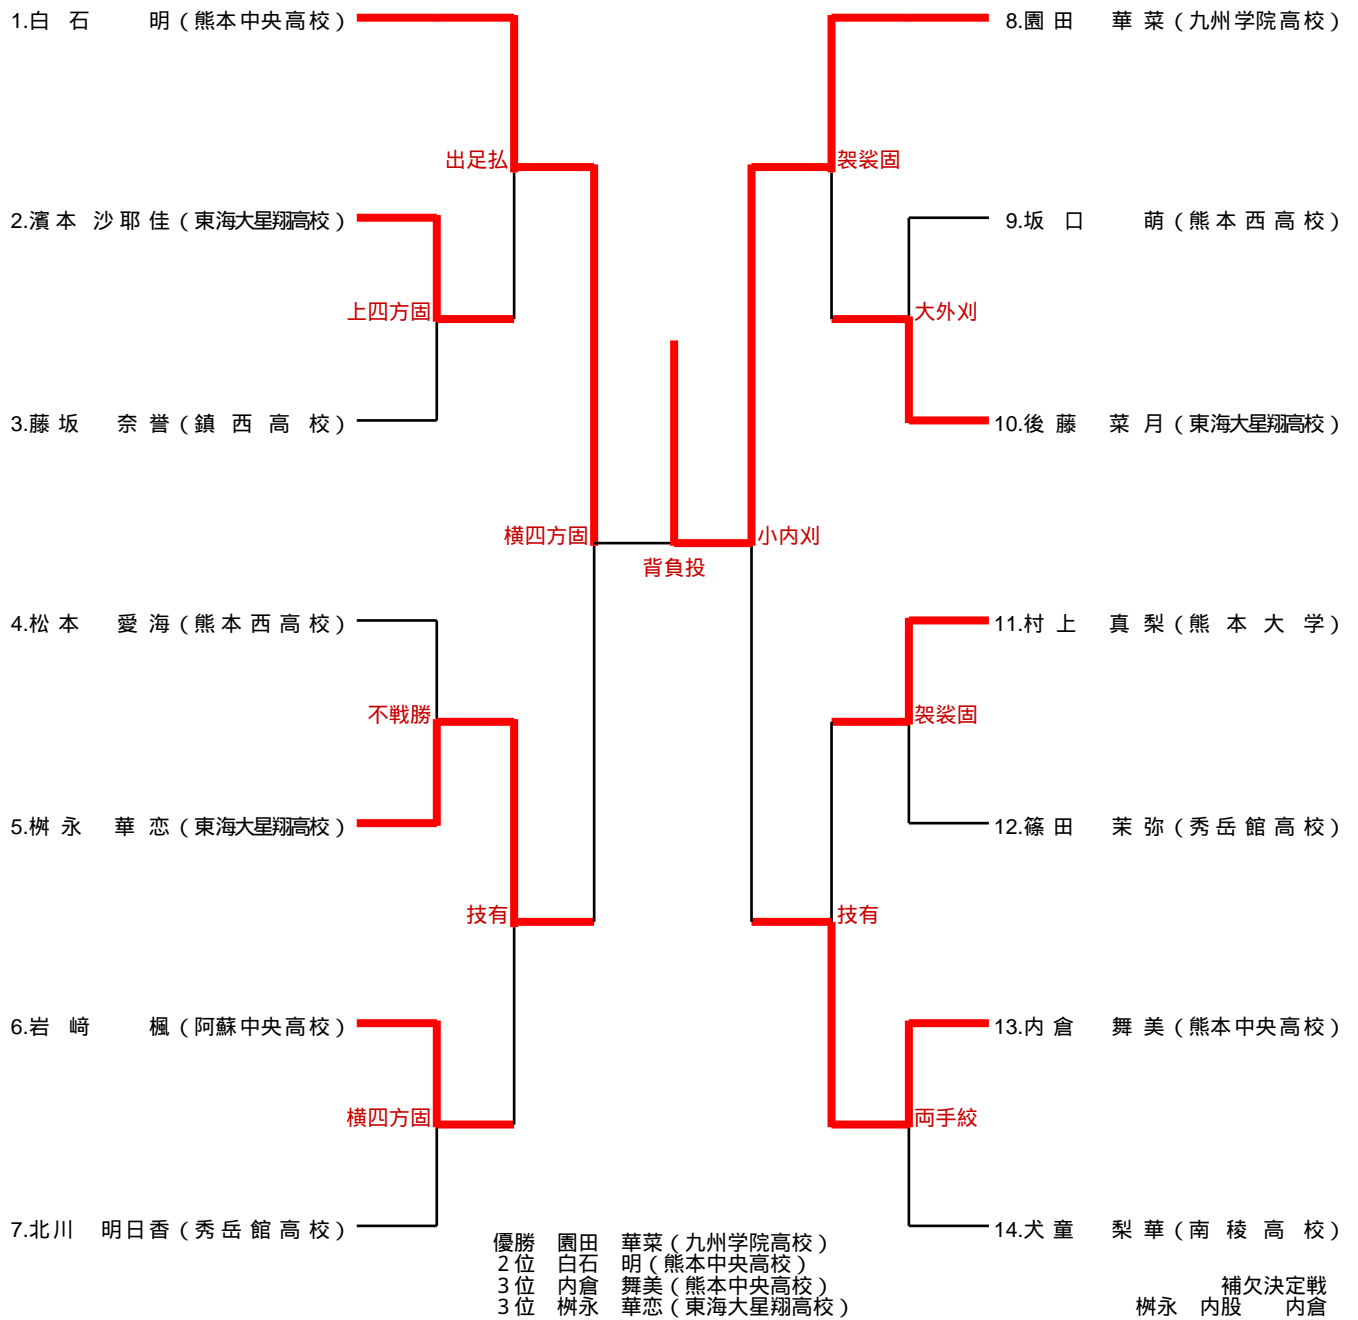 1.白石 明(熊本中央高校)
8.園田 華菜(九州学院高校)
出足払
袈裟固
2.濱本 沙耶佳(東海大星翔高校)
9.坂口 萌(熊本西高校)
上四方固
大外刈
3.藤坂 奈誉(鎮西高校)
10.後藤 菜月(東海大星翔高校)
横四方固
小内刈
背負投
4.松本 愛海(熊本西高校)
11.村上 真梨(熊本大学)
不戦勝
袈裟固
5.桝永 華恋(東海大星翔高校)
12.篠田 茉弥(秀岳館高校)
技有
技有
6.岩﨑 楓(阿蘇中央高校)
13.内倉 舞美(熊本中央高校)
横四方固
両手絞
7.北川 明日香(秀岳館高校)
14.犬童 梨華(南稜高校)
優勝 園田 華菜(九州学院高校)
2位 白石 明(熊本中央高校)
3位 内倉 舞美(熊本中央高校)
3位 桝永 華恋(東海大星翔高校)
補欠決定戦
桝永 内股 内倉